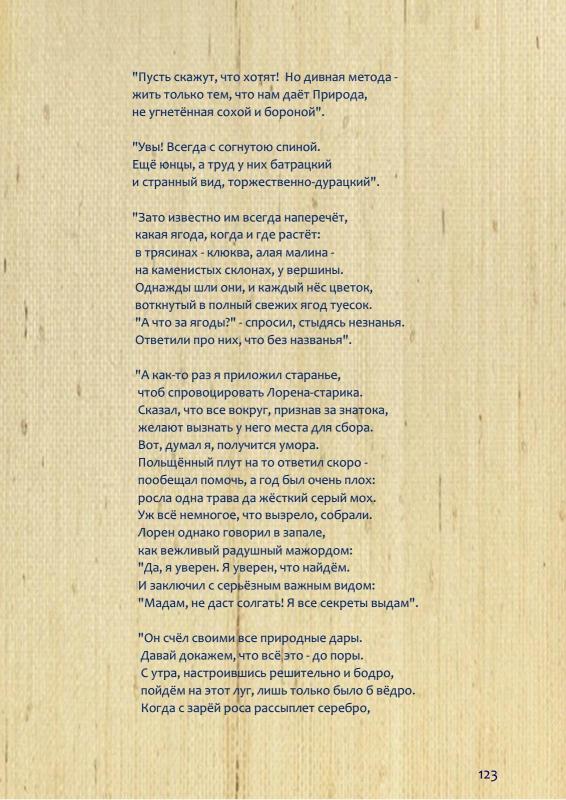 "Пусть скажут, что хотят!  Но дивная метода -
жить только тем, что нам даёт Природа,
не угнетённая сохой и бороной".

"Увы! Всегда с согнутою спиной.
Ещё юнцы, а труд у них батрацкий
и странный вид, торжественно-дурацкий".

"Зато известно им всегда наперечёт,
какая ягода, когда и где растёт:
в трясинах - клюква, алая малина -
на каменистых склонах, у вершины.
Однажды шли они, и каждый нёс цветок,
воткнутый в полный свежих ягод туесок.
"А что за ягоды?" - спросил, стыдясь незнанья.
Ответили про них, что без названья".

"А как-то раз я приложил старанье,
чтоб спровоцировать Лорена-старика.
Сказал, что все вокруг, признав за знатока,
желают вызнать у него места для сбора.
Вот, думал я, получится умора.
Польщённый плут на то ответил скоро -
пообещал помочь, а год был очень плох:
росла одна трава да жёсткий серый мох.
Уж всё немногое, что вызрело, собрали.
Лорен однако говорил в запале,
как вежливый радушный мажордом:
"Да, я уверен. Я уверен, что найдём.
И заключил с серьёзным важным видом:
"Мадам, не даст солгать! Я все секреты выдам".

"Он счёл своими все природные дары.
Давай докажем, что всё это - до поры.
С утра, настроившись решительно и бодро,
пойдём на этот луг, лишь только было б вёдро.
Когда с зарёй роса рассыплет серебро,

123